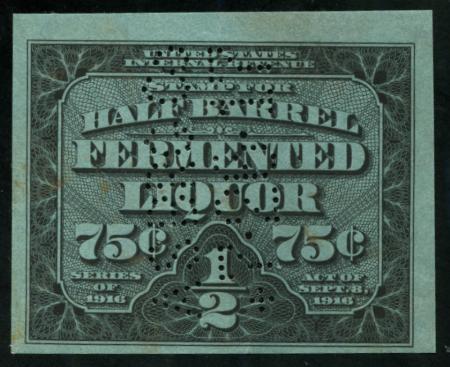 UNITED STATES
INTERNAL REVENUE
STAMP FOR
HALF BARREL
FERMENTED
LIQUOR
75¢ 75¢
1/2
SERIES
OF
1916
ACT OF
SEPT. 8,
1916